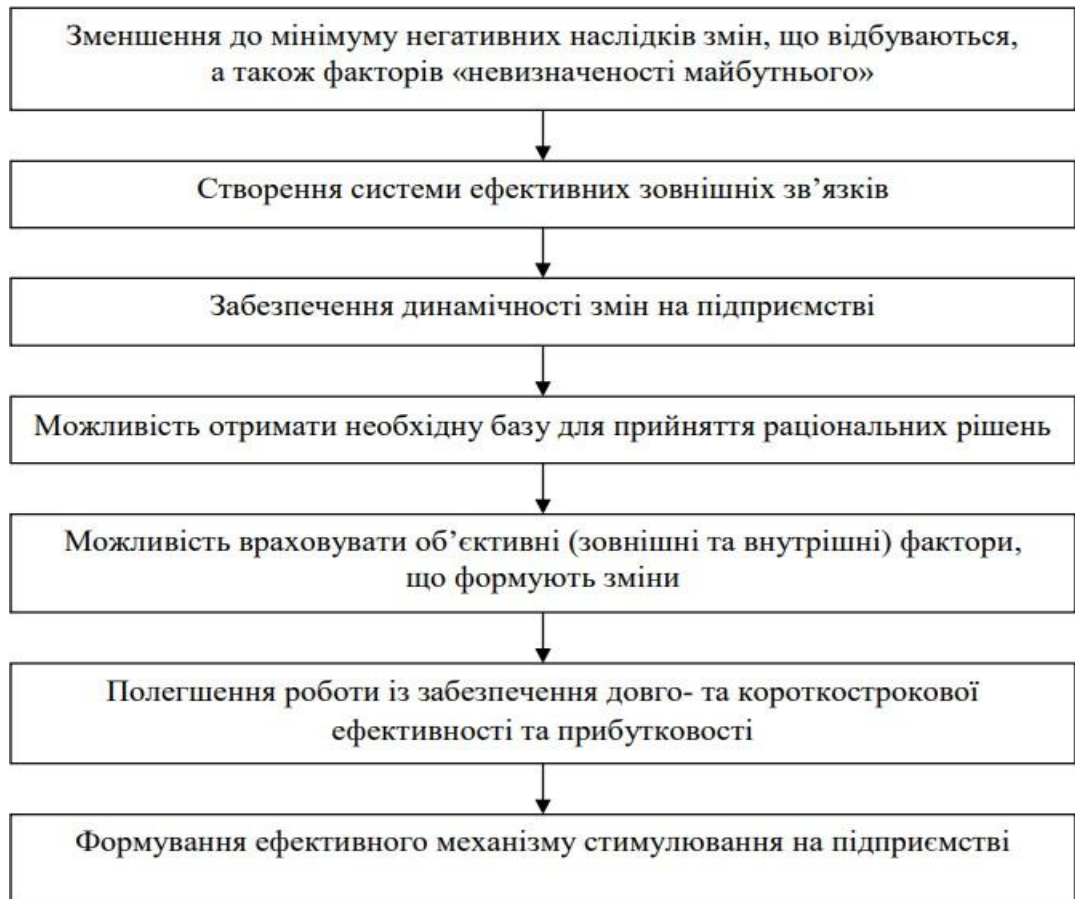 Зменшення до мінімуму негативних наслідків змін, що відбуваються,
а також факторів «невизначеності майбутнього»
Створення системи ефективних зовнішніх зв’язків
Забезпечення динамічності змін на підприємстві
Можливість отримати необхідну базу для прийняття раціональних рішень
Можливість враховувати об’єктивні (зовнішні та внутрішні) фактори,
що формують зміни
Полегшення роботи із забезпечення довго- та короткострокової
ефективності та прибутковості
Формування ефективного механізму стимулювання на підприємстві